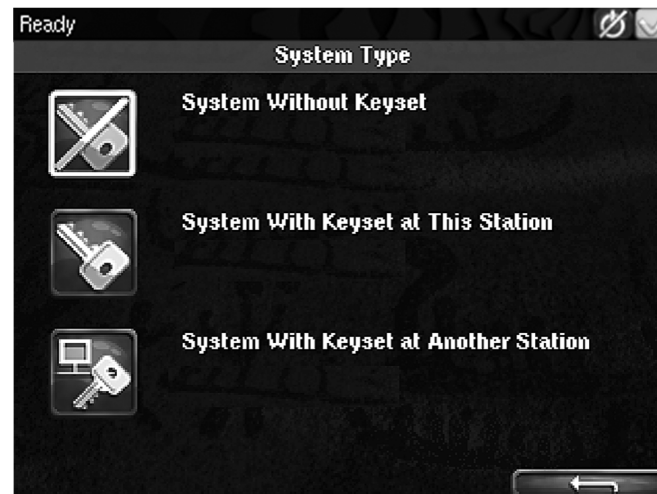 Ready
System Type
System Without Keyset
System With Keyset at This Station
System With Keyset at Another Station